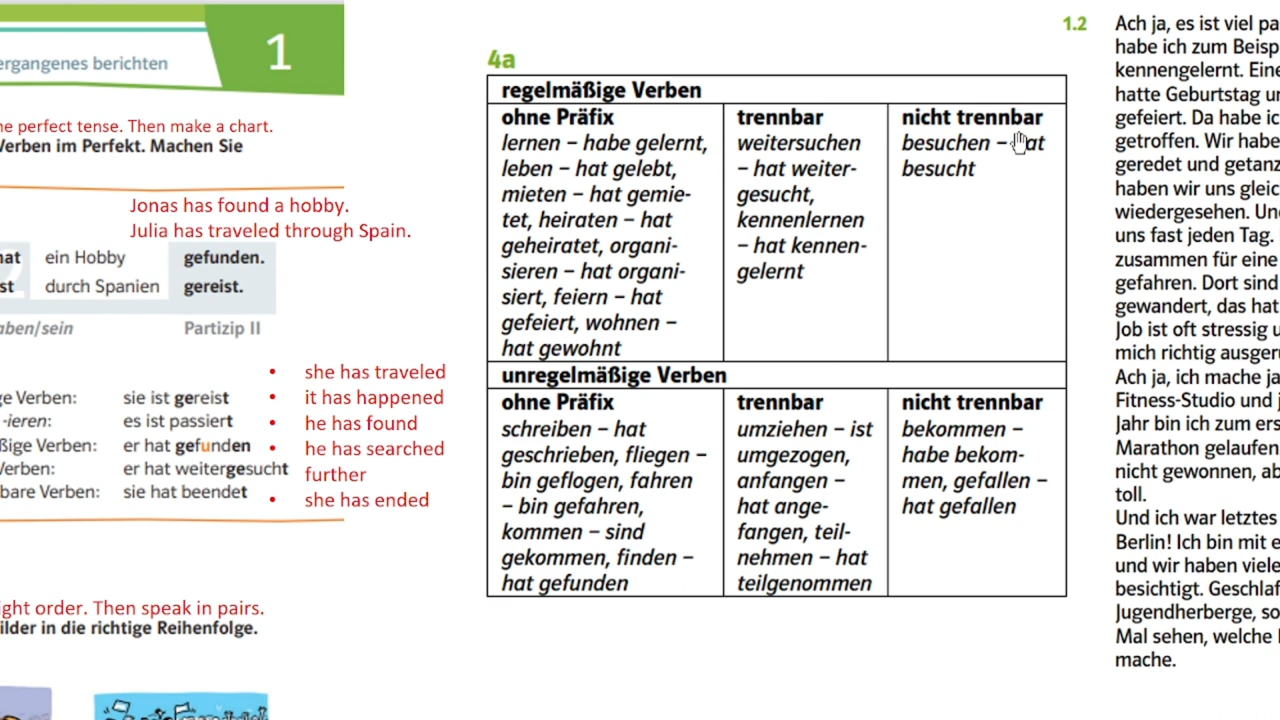 1
ergangenes berichten
he perfect tense. Then make a chart.
Verben im Perfekt. Machen Sie
Jonas has found a hobby.
Julia has traveled through Spain.
hat ein Hobby gefunden.
st durch Spanien gereist.
aben/sein Partizip II
ge Verben: sie ist gereist
-ieren: es ist passiert
ßige Verben: er hat gefunden
Verben: er hat weitergesucht
bare Verben: sie hat beendet
• she has traveled
• it has happened
• he has found
• he has searched
further
• she has ended
ight order. Then speak in pairs.
ilder in die richtige Reihenfolge.
4a
regelmäßige Verben
ohne Präfix
lernen – habe gelernt,
leben – hat gelebt,
mieten – hat gemie-
tet, heiraten – hat
geheiratet, organi-
sieren – hat organi-
siert, feiern – hat
gefeiert, wohnen –
hat gewohnt
trennbar
weitersuchen
– hat weiter-
gesucht,
kennenlernen
– hat kennen-
gelernt
nicht trennbar
besuchen – hat
besucht
unregelmäßige Verben
ohne Präfix
schreiben – hat
geschrieben, fliegen –
bin geflogen, fahren
– bin gefahren,
kommen – sind
gekommen, finden –
hat gefunden
trennbar
umziehen – ist
umgezogen,
anfangen –
hat ange-
fangen, teil-
nehmen – hat
teilgenommen
nicht trennbar
bekommen –
habe bekom-
men, gefallen –
hat gefallen
1.2
Ach ja, es ist viel pa
habe ich zum Beisp
kennengelernt. Eine
hatte Geburtstag un
gefeiert. Da habe ic
getroffen. Wir habe
geredet und getanz
haben wir uns gleic
wiedergesehen. Und
uns fast jeden Tag.
zusammen für eine
gefahren. Dort sind
gewandert, das hat
Job ist oft stressig u
mich richtig ausgeru
Ach ja, ich mache ja
Fitness-Studio und j
Jahr bin ich zum ers
Marathon gelaufen
nicht gewonnen, ab
toll.
Und ich war letztes
Berlin! Ich bin mit e
und wir haben viele
besichtigt. Geschlaf
Jugendherberge, so
Mal sehen, welche
mache.